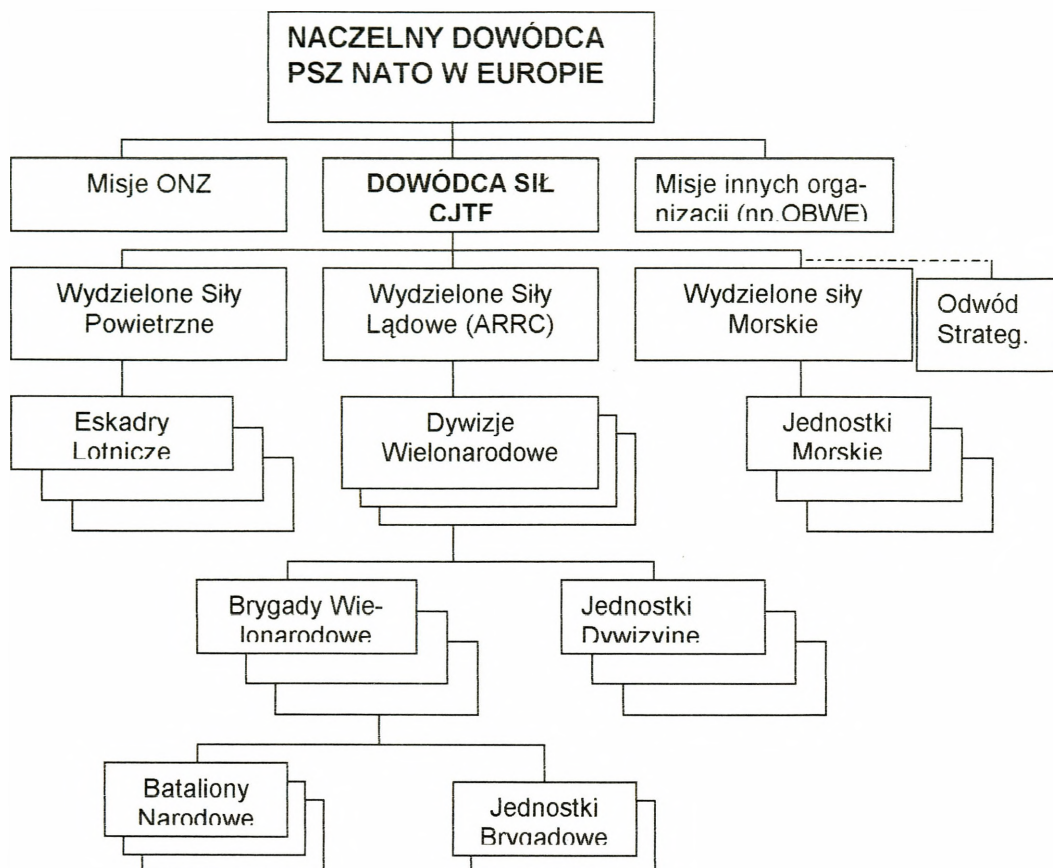 NACZELNY DOWÓDCA
PSZ NATO W EUROPIE
Misje ONZ
DOWÓDCA SIŁ
CJTF
Misje innych orga-
nizacji (np.OBWE)
Wydzielone Siły
Powietrzne
Wydzielone Siły
Lądowe (ARRC)
Wydzielone siły
Morskie
Odwód
Strateg.
Eskadry
Lotnicze
Dywizje
Wielonarodowe
Jednostki
Morskie
Brygady Wie-
lonarodowe
Jednostki
Dywizyjne
Bataliony
Narodowe
Jednostki
Brygadowe